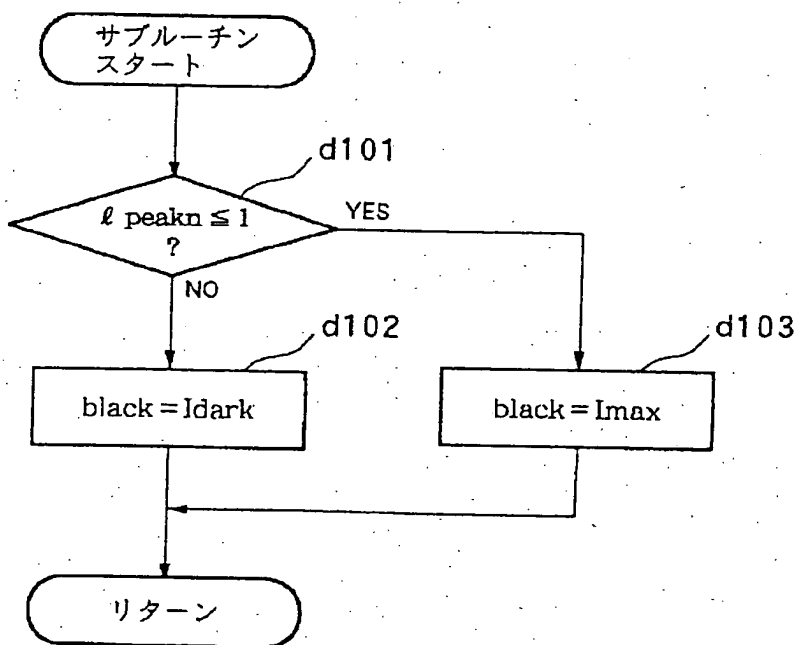 サブルーチン
スタート
d101
ℓ peakn ≦ 1
?
YES
NO
d102
d103
black = Idark
black = Imax
リターン